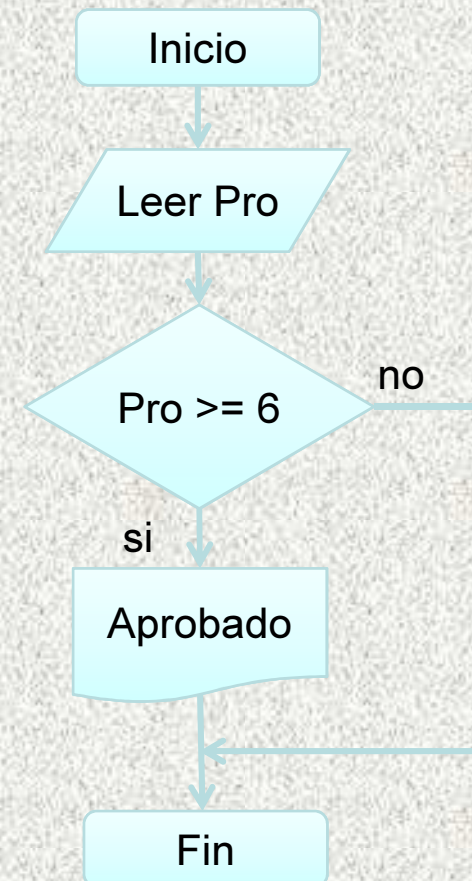 Inicio
Leer Pro
Pro >= 6
no
si
Aprobado
Fin